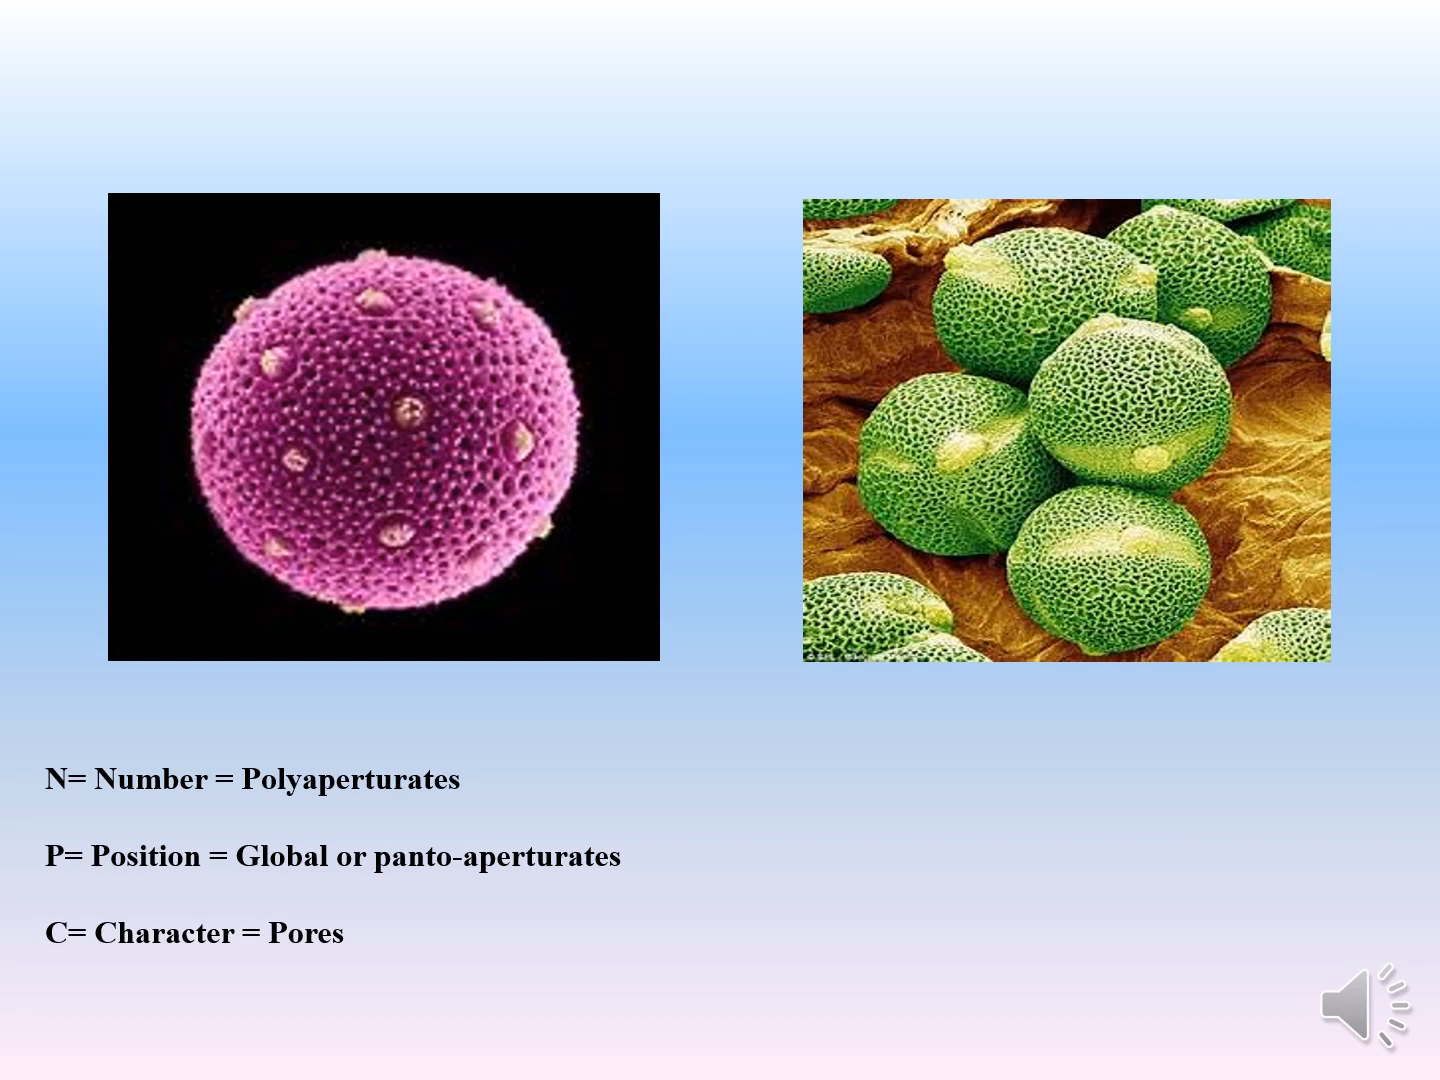 N= Number = Polyaperturates
P= Position = Global or panto-aperturates
C= Character = Pores